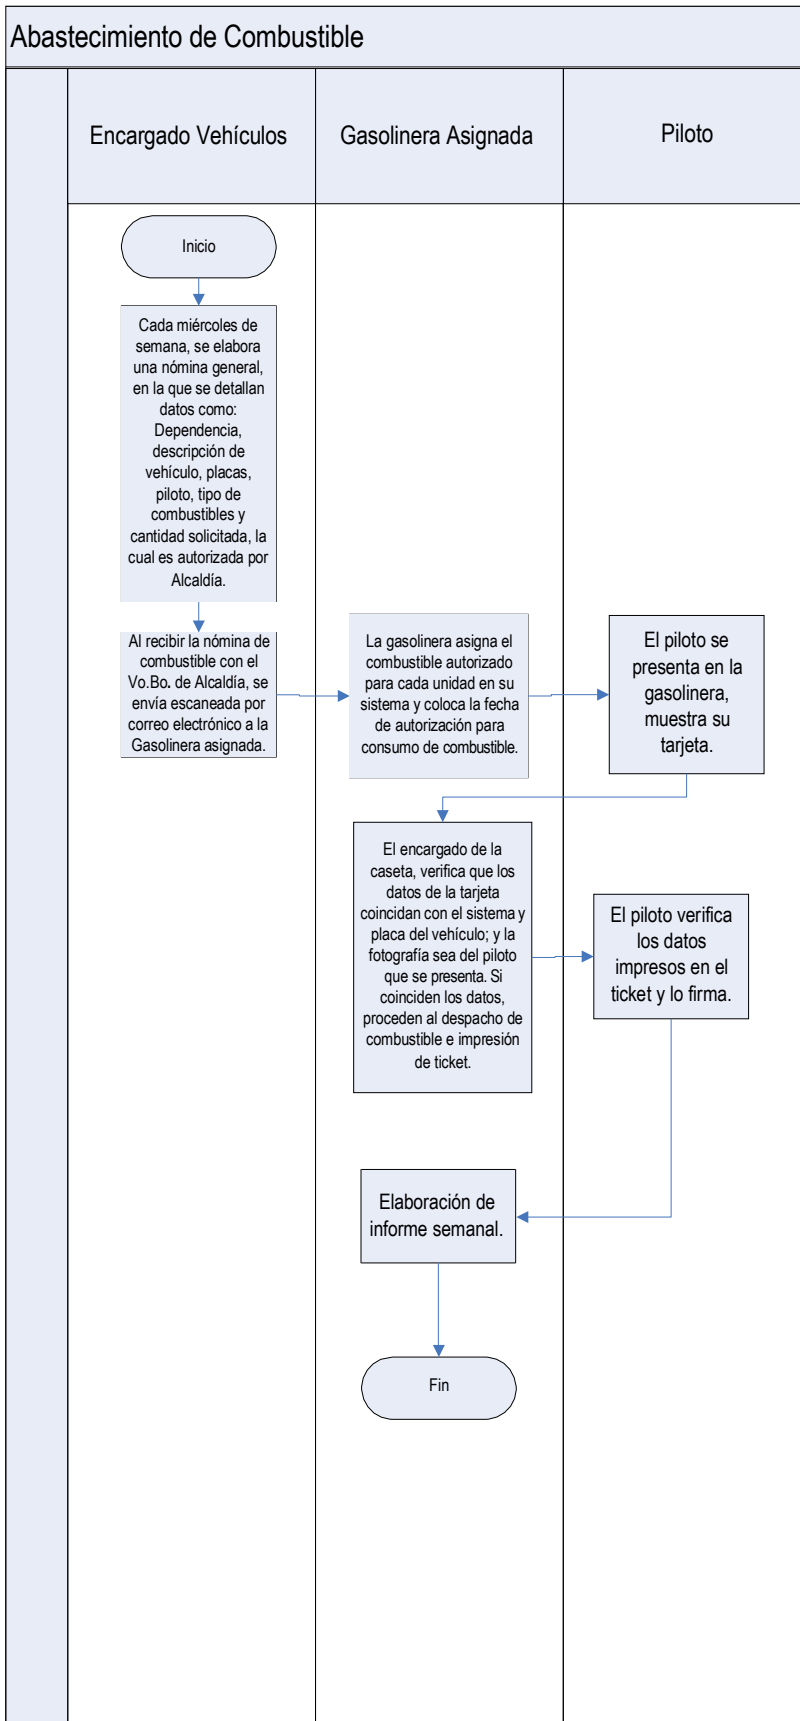 Abastecimiento de Combustible
Encargado Vehículos
Gasolinera Asignada
Piloto
Inicio
Cada miércoles de
semana, se elabora
una nómina general,
en la que se detallan
datos como:
Dependencia,
descripción de
vehículo, placas,
piloto, tipo de
combustibles y
cantidad solicitada, la
cual es autorizada por
Alcaldía.
Al recibir la nómina de
combustible con el
Vo.Bo. de Alcaldía, se
envía escaneada por
correo electrónico a la
Gasolinera asignada.
La gasolinera asigna el
combustible autorizado
para cada unidad en su
sistema y coloca la fecha
de autorización para
consumo de combustible.
El piloto se
presenta en la
gasolinera,
muestra su
tarjeta.
El encargado de la
caseta, verifica que los
datos de la tarjeta
coincidan con el sistema y
placa del vehículo; y la
fotografía sea del piloto
que se presenta. Si
coinciden los datos,
proceden al despacho de
combustible e impresión
de ticket.
El piloto verifica
los datos
impresos en el
ticket y lo firma.
Elaboración de
informe semanal.
Fin